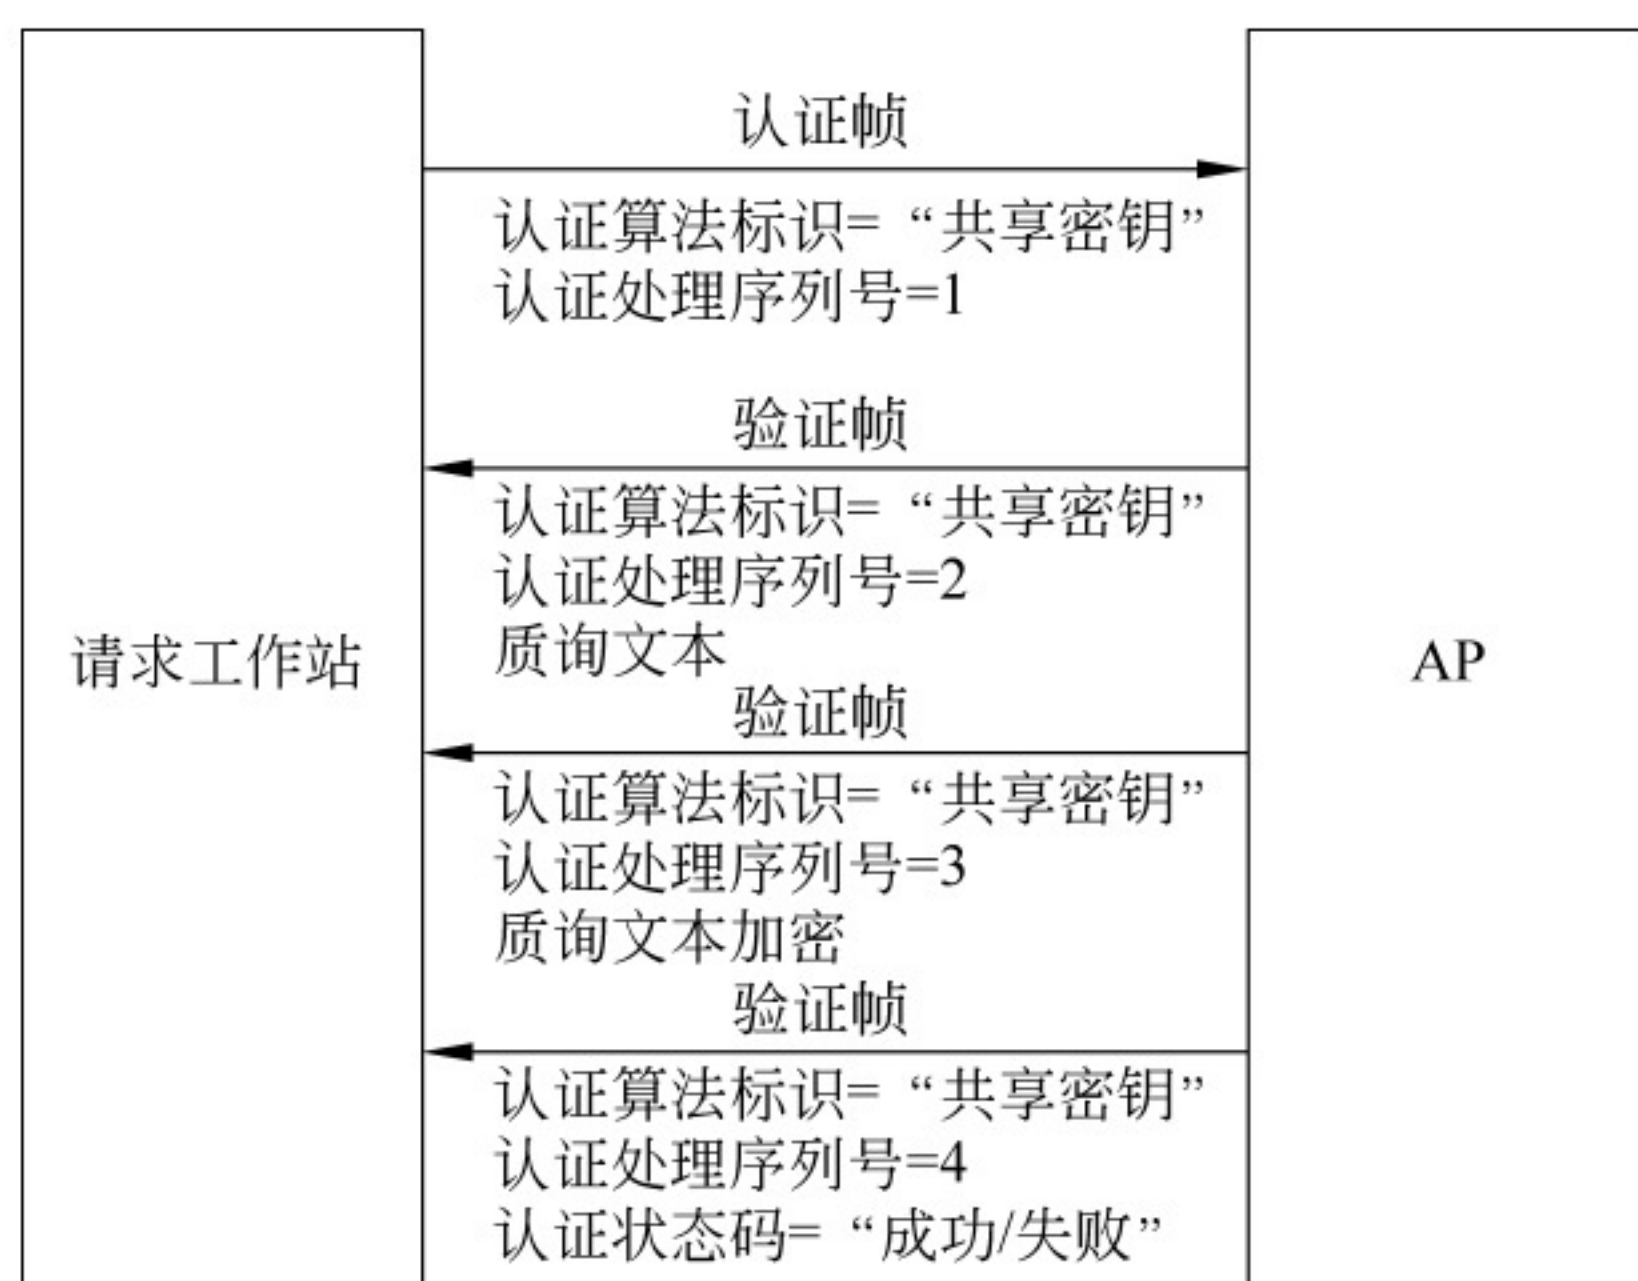 认证帧
认证算法标识= “共享密钥”
认证处理序列号=1
验证帧
认证算法标识= “共享密钥”
认证处理序列号=2
质询文本
请求工作站
AP
验证帧
认证算法标识= “共享密钥”
认证处理序列号=3
质询文本加密
验证帧
认证算法标识= “共享密钥”
认证处理序列号=4
认证状态码= “成功/失败”